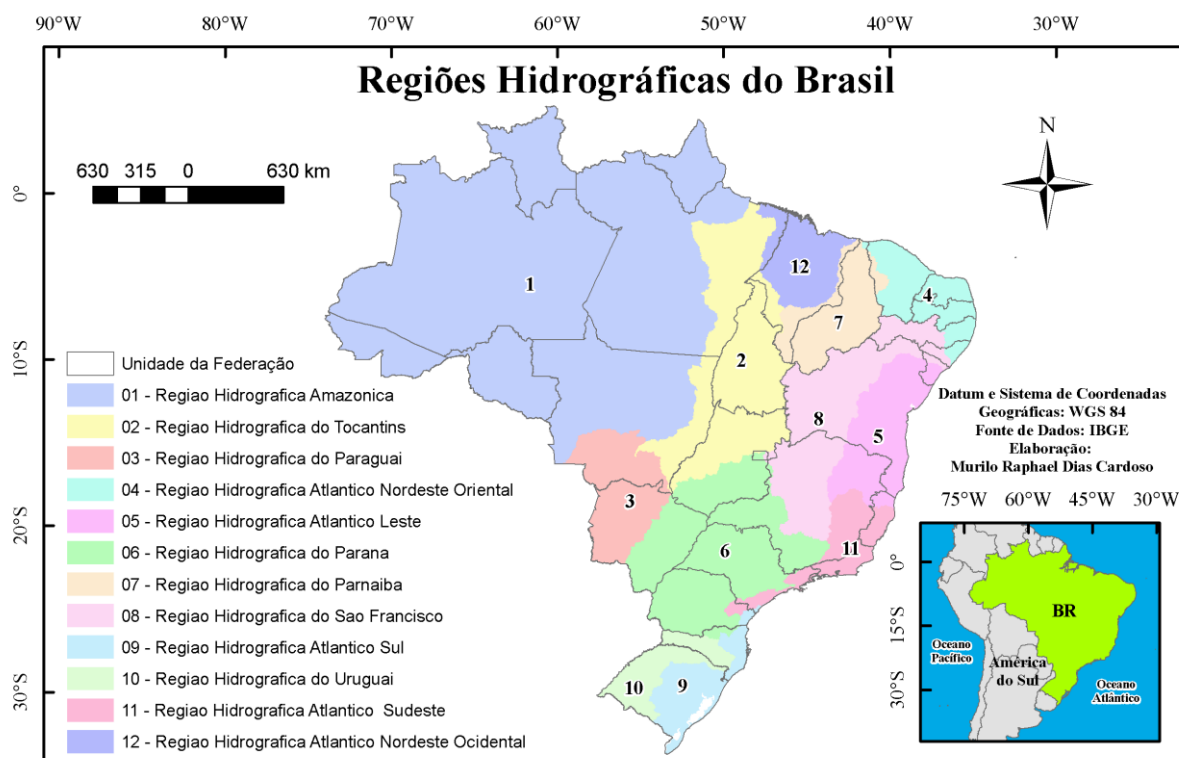 90°W 80°W 70°W 60°W 50°W 40°W 30°W
Regiões Hidrográficas do Brasil
N
630 315 0 630 km
0°
10°S
20°S
30°S
1
2
3
4
5
6
7
8
9
10
11
12
Unidade da Federação
01 - Regiao Hidrografica Amazonica
02 - Regiao Hidrografica do Tocantins
03 - Regiao Hidrografica do Paraguai
04 - Regiao Hidrografica Atlantico Nordeste Oriental
05 - Regiao Hidrografica Atlantico Leste
06 - Regiao Hidrografica do Parana
07 - Regiao Hidrografica do Parnaiba
08 - Regiao Hidrografica do Sao Francisco
09 - Regiao Hidrografica Atlantico Sul
10 - Regiao Hidrografica do Uruguai
11 - Regiao Hidrografica Atlantico Sudeste
12 - Regiao Hidrografica Atlantico Nordeste Ocidental
Datum e Sistema de Coordenadas
Geográficas: WGS 84
Fonte de Dados: IBGE
Elaboração:
Murilo Raphael Dias Cardoso
75°W 60°W 45°W 30°W
0°
15°S
30°S
BR
Oceano
Pacífico
América
do Sul
Oceano
Atlântico